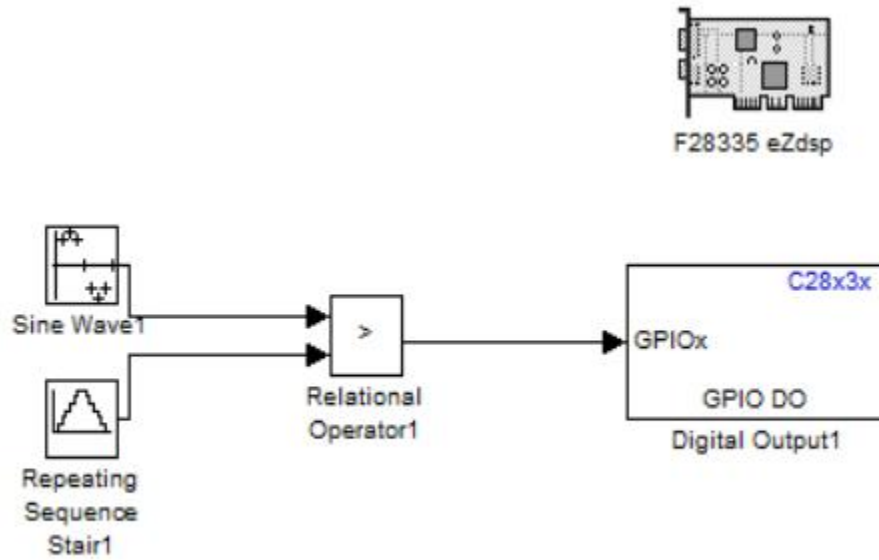 F28335 eZdsp
Sine Wave1
>
Relational
Operator1
C28x3x
GPIOx
GPIO DO
Digital Output1
Repeating
Sequence
Stair1